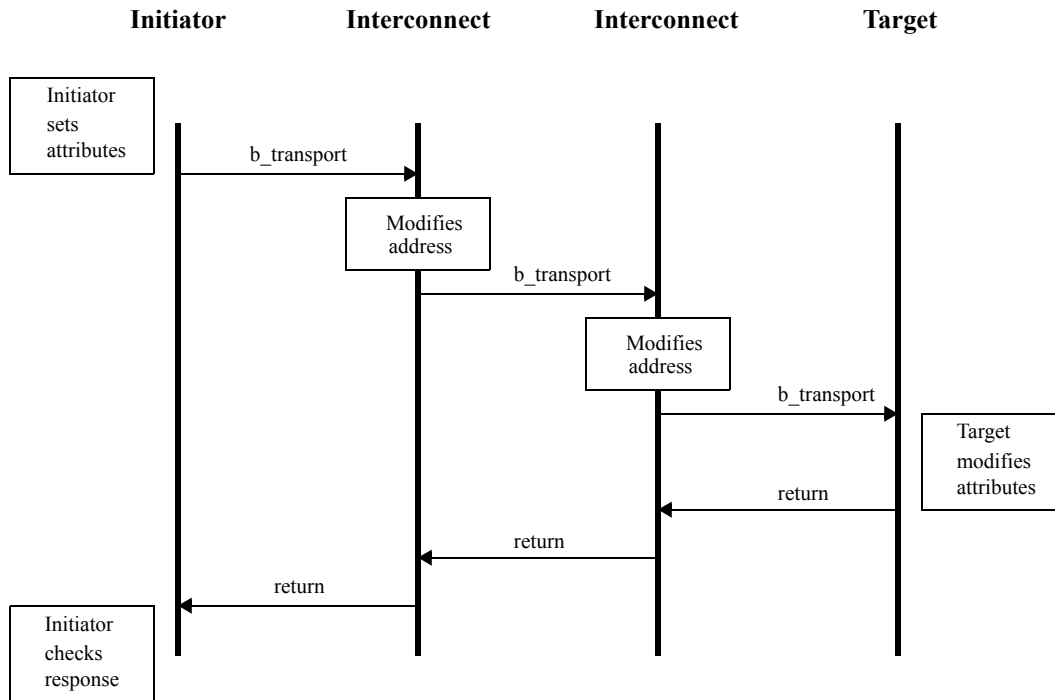 Initiator Interconnect Interconnect Target
Initiator
sets
attributes
b_transport
Modifies
address
b_transport
Modifies
address
b_transport
Target
modifies
attributes
return
return
return
Initiator
checks
response